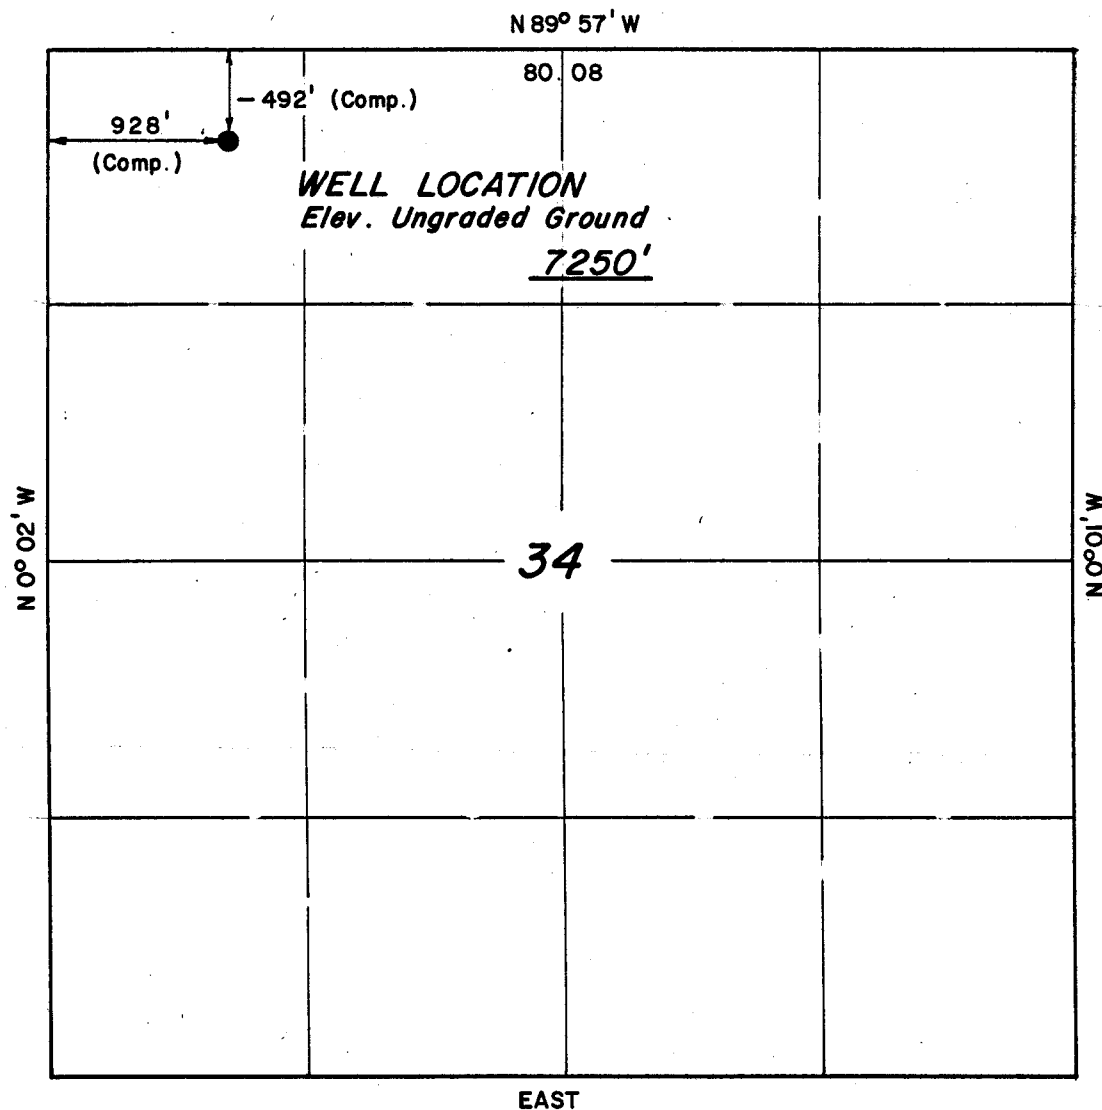 N 89° 57' W
80.08
492' (Comp.)
928'
(Comp.)
WELL LOCATION
Elev. Ungraded Ground
7250'
N 0° 02' W
34
N 0° 01' W
EAST